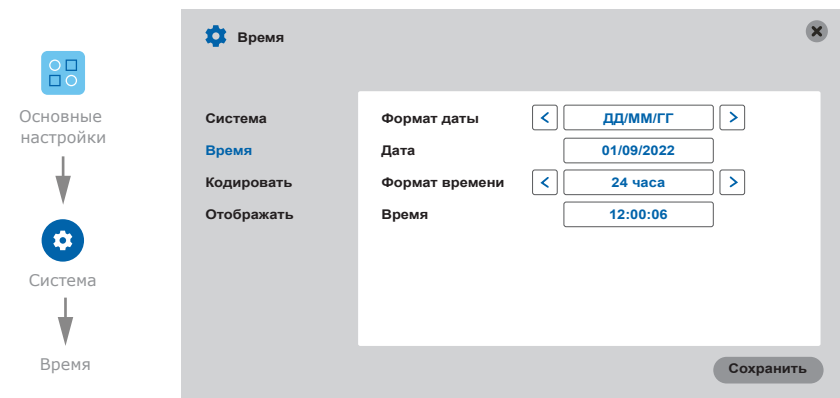 Основные
настройки
Система
Время
Время
Система
Время
Кодировать
Отображать
Формат даты < ДД/ММ/ГГ >
Дата 01/09/2022
Формат времени < 24 часа >
Время 12:00:06
Сохранить